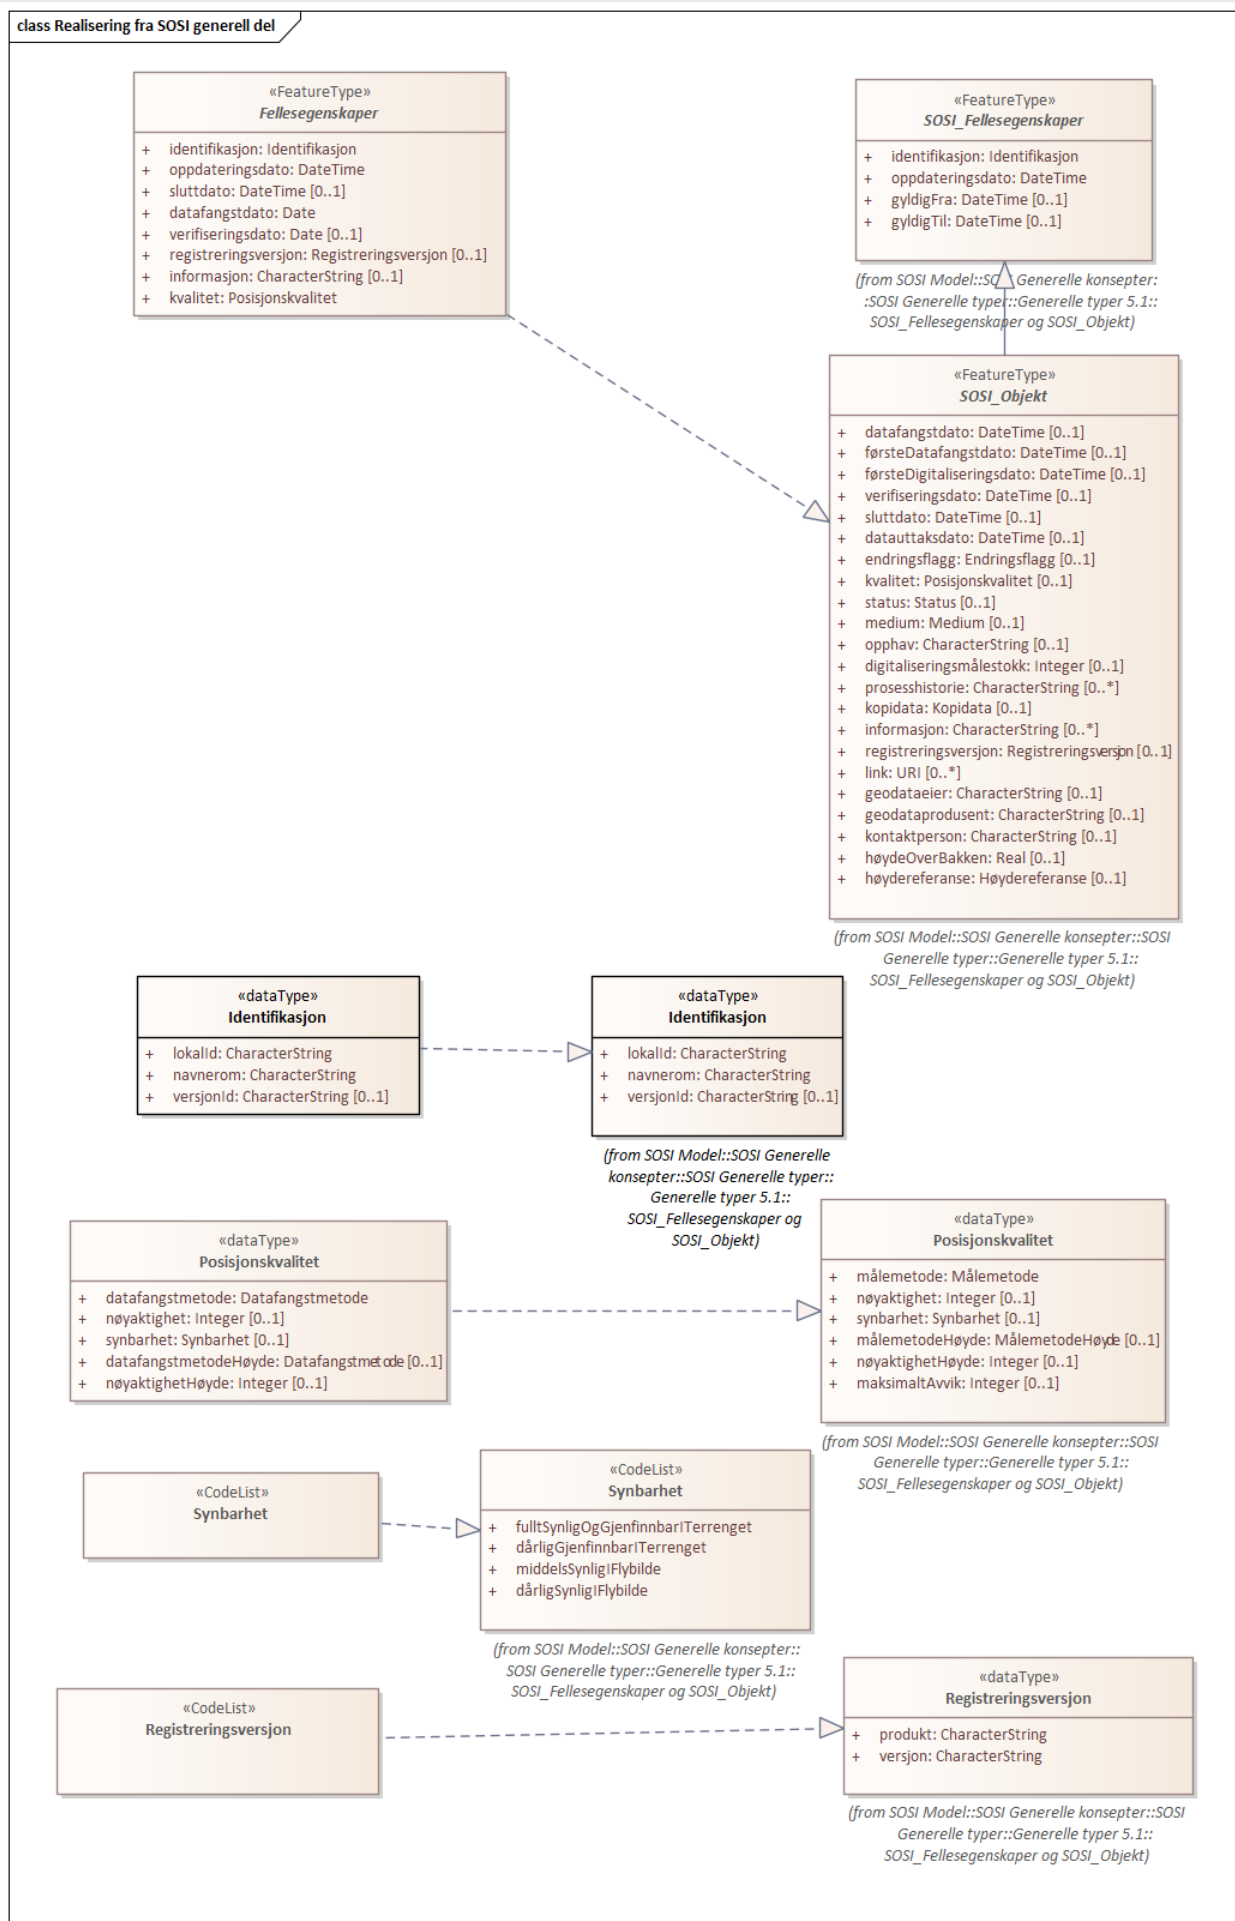 class Realisering fra SOSI generell del
«FeatureType»
Fellesegenskaper
+ identifikasjon: Identifikasjon
+ oppdateringsdato: DateTime
+ sluttdato: DateTime [0..1]
+ datafangstdato: Date
+ verifiseringsdato: Date [0..1]
+ registreringsversjon: Registreringsversjon [0..1]
+ informasjon: CharacterString [0..1]
+ kvalitet: Posisjonskvalitet
«FeatureType»
SOSI_Fellesegenskaper
+ identifikasjon: Identifikasjon
+ oppdateringsdato: DateTime
+ gyldigFra: DateTime [0..1]
+ gyldigTil: DateTime [0..1]
(from SOSI Model::SOSI Generelle konsepter:
:SOSI Generelle typer::Generelle typer 5.1::
SOSI_Fellesegenskaper og SOSI_Objekt)
«FeatureType»
SOSI_Objekt
+ datafangstdato: DateTime [0..1]
+førsteDatafangstdato: DateTime [0..1]
+ førsteDigitaliseringsdato: DateTime [0..1]
+ verifiseringsdato: DateTime [0..1]
+ sluttdato: DateTime [0..1]
+ datauttaksdato: DateTime [0..1]
+ endringsflagg: Endringsflagg [0..1]
+ kvalitet: Posisjonskvalitet [0..1]
+ status: Status [0..1]
+ medium: Medium [0..1]
+ opphav: CharacterString [0..1]
+ digitaliseringsmålestokk: Integer [0..1]
+ prosesshistorie: CharacterString [0..*]
+ kopidata: Kopidata [0..1]
+ informasjon: CharacterString [0..*]
+ registreringsversjon: Registreringsversjon [0..1]
+ link: URI [0..*]
+ geodataeier: CharacterString [0..1]
+ geodataprodusent: CharacterString [0..1]
+ kontaktperson: CharacterString [0..1]
+ høydeOverBakken: Real [0..1]
+ høydereferanse: Høydereferanse [0..1]
(from SOSI Model::SOSI Generelle konsepter::SOSI
Generelle typer::Generelle typer 5.1::
SOSI_Fellesegenskaper og SOSI_Objekt)
«dataType»
Identifikasjon
+ lokalId: CharacterString
+ navnerom: CharacterString
+ versjonId: CharacterString [0..1]
«dataType»
Identifikasjon
+ lokalId: CharacterString
+ navnerom: CharacterString
+ versjonId: CharacterString [0..1]
(from SOSI Model::SOSI Generelle
konsepter::SOSI Generelle typer::
Generelle typer 5.1::
SOSI_Fellesegenskaper og
SOSI_Objekt)
«dataType»
Posisjonskvalitet
+ datafangstmetode: Datafangstmetode
+ nøyaktighet: Integer [0..1]
+ synbarhet: Synbarhet [0..1]
+ datafangstmetodeHøyde: Datafangstmetode [0..1]
+ nøyaktighetHøyde: Integer [0..1]
«dataType»
Posisjonskvalitet
+ målemetode: Målemetode
+ nøyaktighet: Integer [0..1]
+ synbarhet: Synbarhet [0..1]
+ målemetodeHøyde: MålemetodeHøyde [0..1]
+ nøyaktighetHøyde: Integer [0..1]
+ maksimaltAvvik: Integer [0..1]
(from SOSI Model::SOSI Generelle konsepter::SOSI
Generelle typer::Generelle typer 5.1::
SOSI_Fellesegenskaper og SOSI_Objekt)
«CodeList»
Synbarhet
«CodeList»
Synbarhet
+ fulltSynligOgGjenfinnbarITerrenget
+ dårligGjenfinnbarITerrenget
+ middelsSynligIFlybilde
+ dårligSynligIFlybilde
(from SOSI Model::SOSI Generelle konsepter::
SOSI Generelle typer::Generelle typer 5.1::
SOSI_Fellesegenskaper og SOSI_Objekt)
«CodeList»
Registreringsversjon
«dataType»
Registreringsversjon
+ produkt: CharacterString
+ versjon: CharacterString
(from SOSI Model::SOSI Generelle konsepter::SOSI
Generelle typer::Generelle typer 5.1::
SOSI_Fellesegenskaper og SOSI_Objekt)